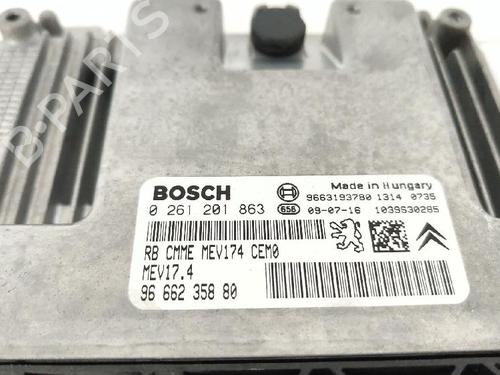 B-PARTS
BOSCH
Made in Hungary
0 261 201 863
9663193780 1314 0735
656 09-07-16 1039S30285
RB CMME MEV174 CEM0
MEV17.4
96 662 358 80